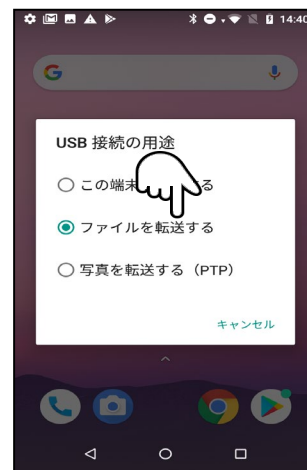 14:40
G
USB 接続の用途
この端末 る
ファイルを転送する
写真を転送する（PTP）
キャンセル